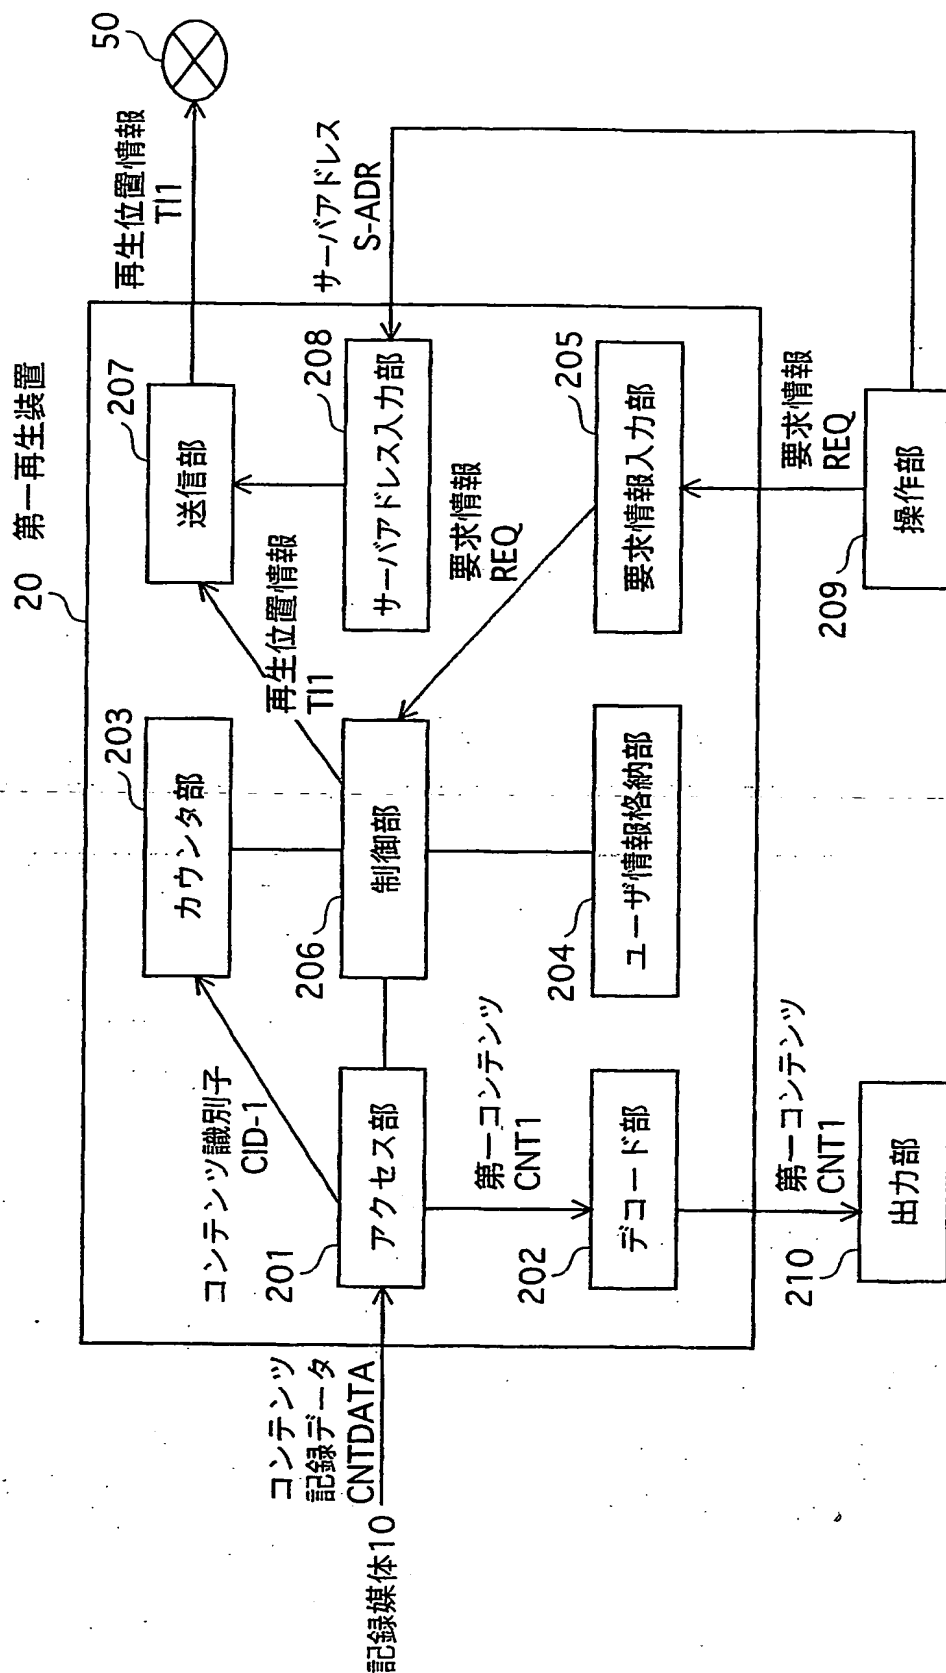 20
第一再生装置
50
再生位置情報
TI1
207
送信部
サーバアドレス
S-ADR
208
サーバアドレス入力部
205
要求情報入力部
要求情報
REQ
209
操作部
再生位置情報
TI1
要求情報
REQ
203
カウンタ部
206
制御部
204
ユーザ情報格納部
コンテンツ識別子
CID-1
201
アクセス部
第一コンテンツ
CNT1
202
デコード部
第一コンテンツ
CNT1
210
出力部
コンテンツ
記録データ
CNTDATA
記録媒体10